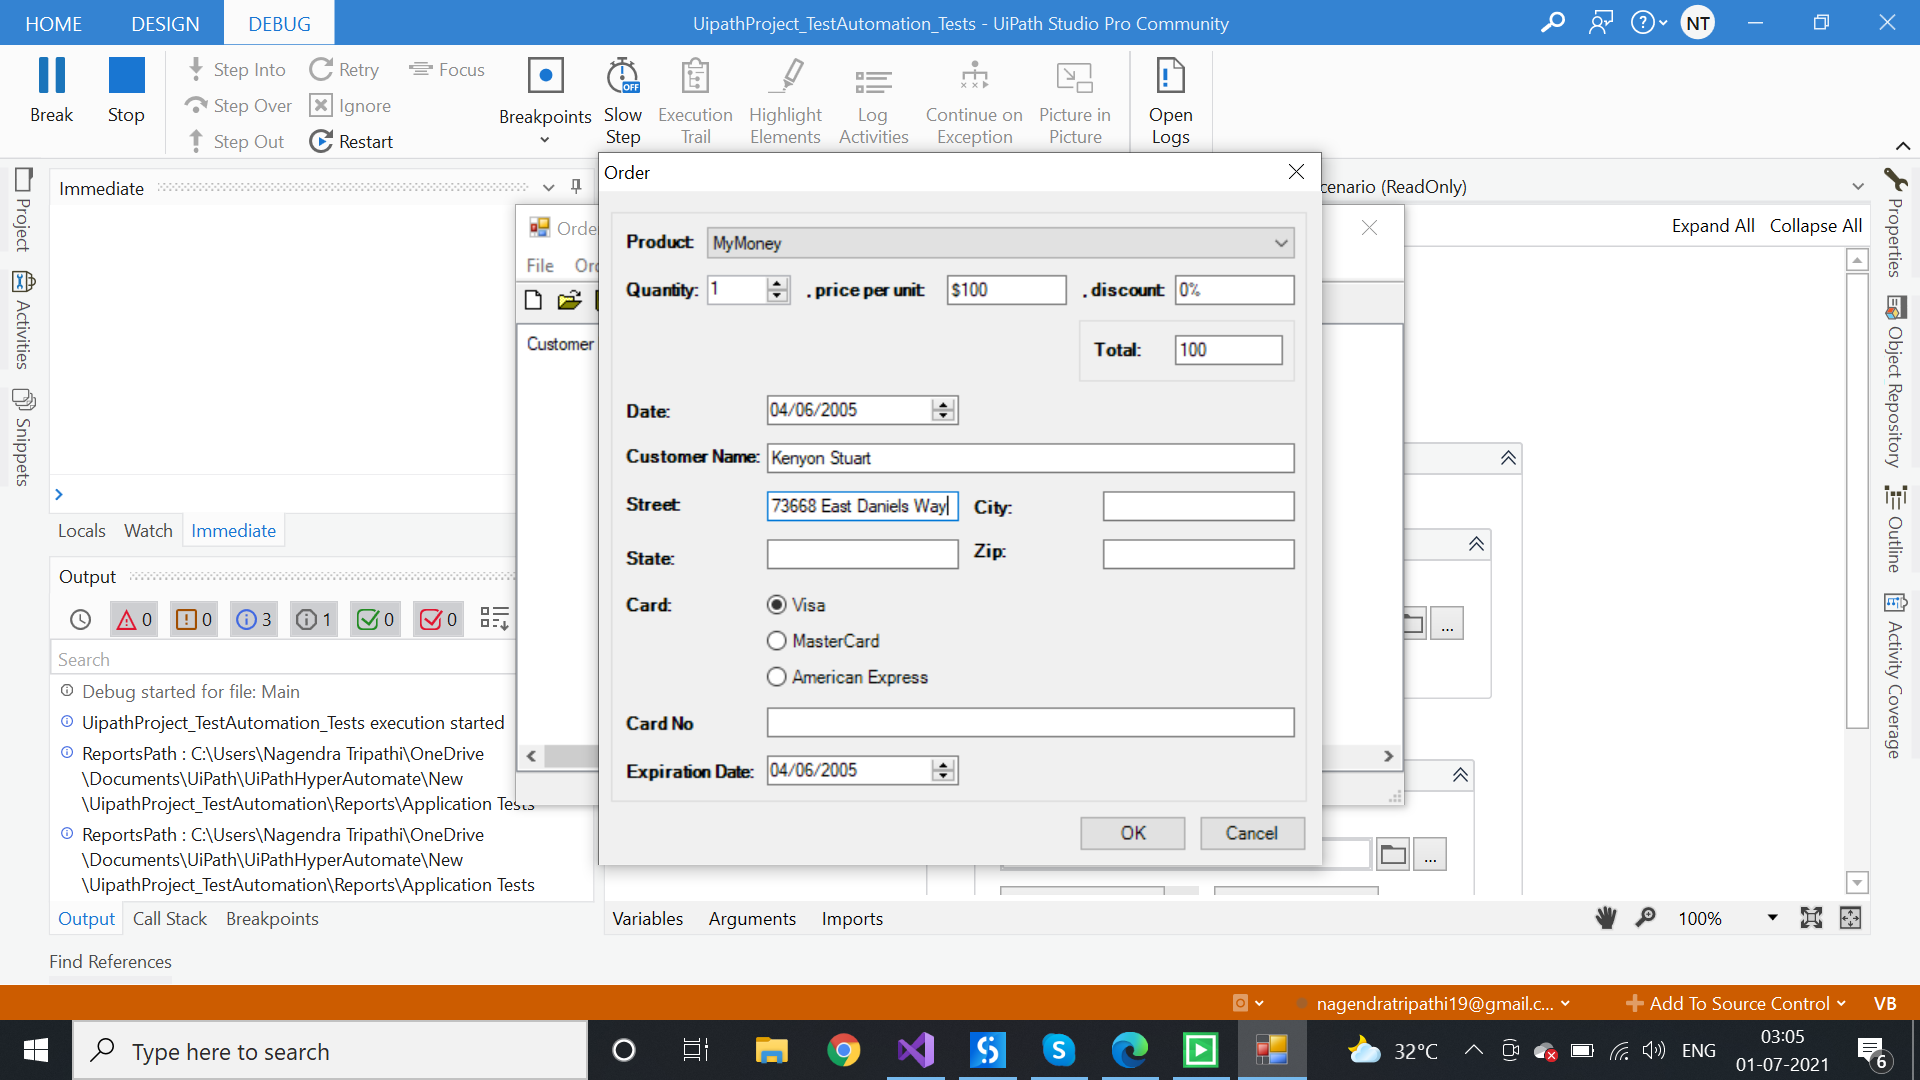 HOME DESIGN DEBUG
UipathProject_TestAutomation_Tests - UiPath Studio Pro Community
NT
Break
Stop
Step Into
Step Over
Step Out
Retry
Ignore
Restart
Focus
Breakpoints
Slow
Step
OFF
Execution
Trail
Highlight
Elements
Log
Activities
Continue on
Exception
Picture in
Picture
Open
Logs
Project
Activities
Snippets
Immediate
Locals Watch Immediate
Output
0 0 3 1 0 0
Search
Debug started for file: Main
UipathProject_TestAutomation_Tests execution started
ReportsPath : C:\Users\Nagendra Tripathi\OneDrive
\Documents\UiPath\UiPathHyperAutomate\New
\UipathProject_TestAutomation\Reports\Application Tests
ReportsPath : C:\Users\Nagendra Tripathi\OneDrive
\Documents\UiPath\UiPathHyperAutomate\New
\UipathProject_TestAutomation\Reports\Application Tests
Output Call Stack Breakpoints
Find References
Orde
File Ord
Customer
Order
Product: MyMoney
Quantity: 1 , price per unit: $100 , discount: 0%
Total: 100
Date: 04/06/2005
Customer Name: Kenyon Stuart
Street: 73668 East Daniels Way City:
State: Zip:
Card: Visa
MasterCard
American Express
Card No
Expiration Date: 04/06/2005
OK Cancel
cenario (ReadOnly)
Expand All Collapse All
...
...
Properties
Object Repository
Outline
Activity Coverage
Variables Arguments Imports
100%
nagendratripathi19@gmail.c...
Add To Source Control
VB
Type here to search
32°C
ENG
03:05
01-07-2021
6